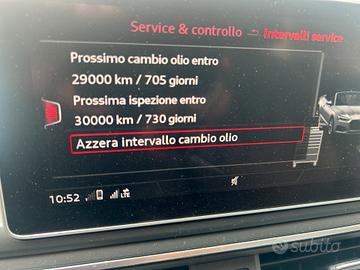 Service & controllo
Intervalli service
Prossimo cambio olio entro
29000 km / 705 giorni
Prossima ispezione entro
30000 km / 730 giorni
Azzera intervallo cambio olio
10:52
LTE
subito